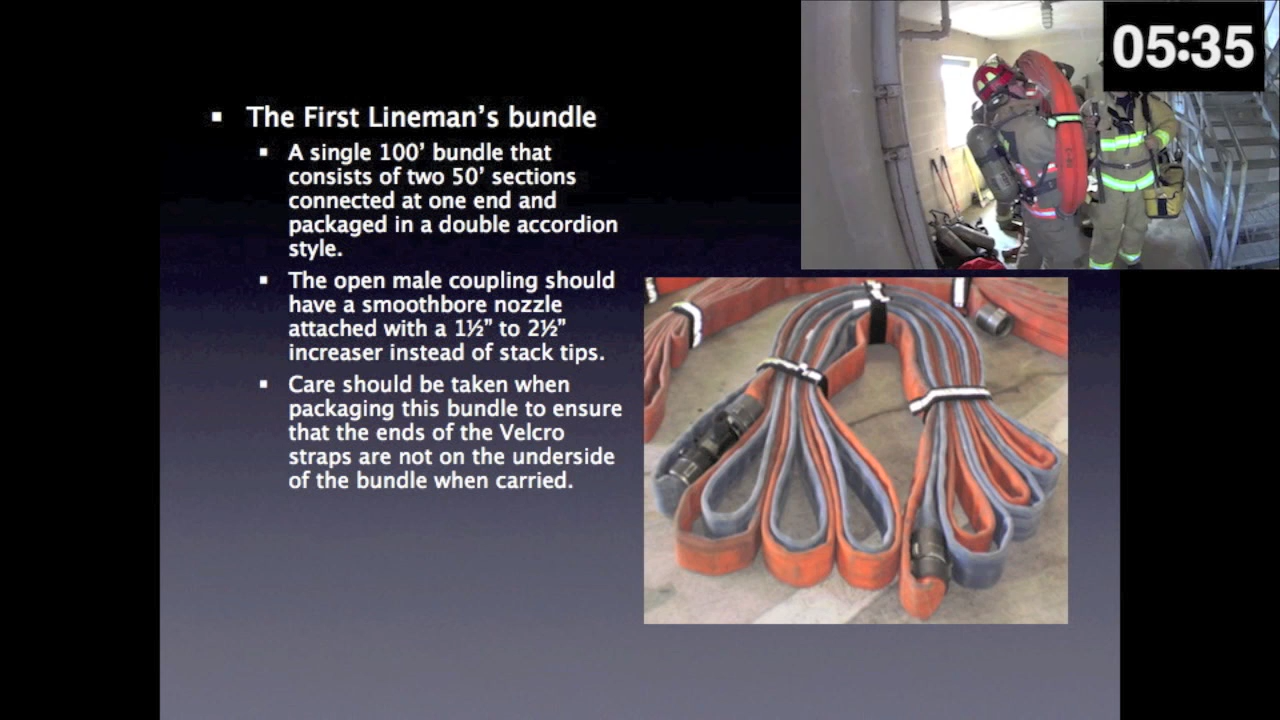 05:35
▪ The First Lineman’s bundle
▪ A single 100’ bundle that
consists of two 50’ sections
connected at one end and
packaged in a double accordion
style.
▪ The open male coupling should
have a smoothbore nozzle
attached with a 1½” to 2½”
increaser instead of stack tips.
▪ Care should be taken when
packaging this bundle to ensure
that the ends of the Velcro
straps are not on the underside
of the bundle when carried.